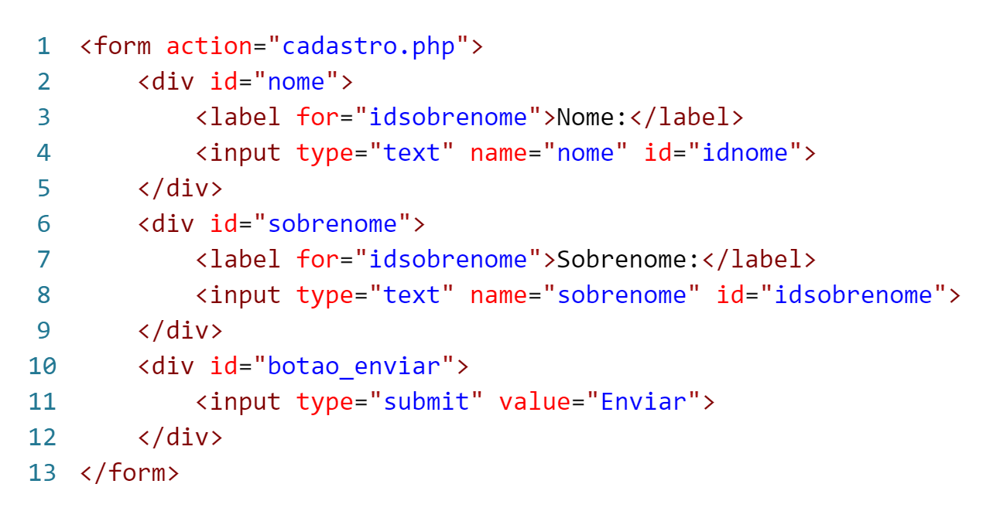 1 <form action="cadastro.php">
2     <div id="nome">
3         <label for="idsobrenome">Nome:</label>
4         <input type="text" name="nome" id="idnome">
5     </div>
6     <div id="sobrenome">
7         <label for="idsobrenome">Sobrenome:</label>
8         <input type="text" name="sobrenome" id="idsobrenome">
9     </div>
10     <div id="botao_enviar">
11         <input type="submit" value="Enviar">
12     </div>
13 </form>